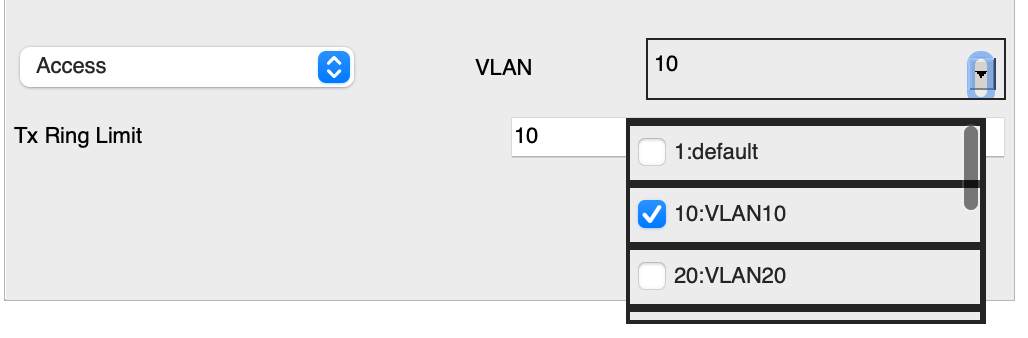 Access
VLAN
10
Tx Ring Limit
10
1:default
10:VLAN10
20:VLAN20